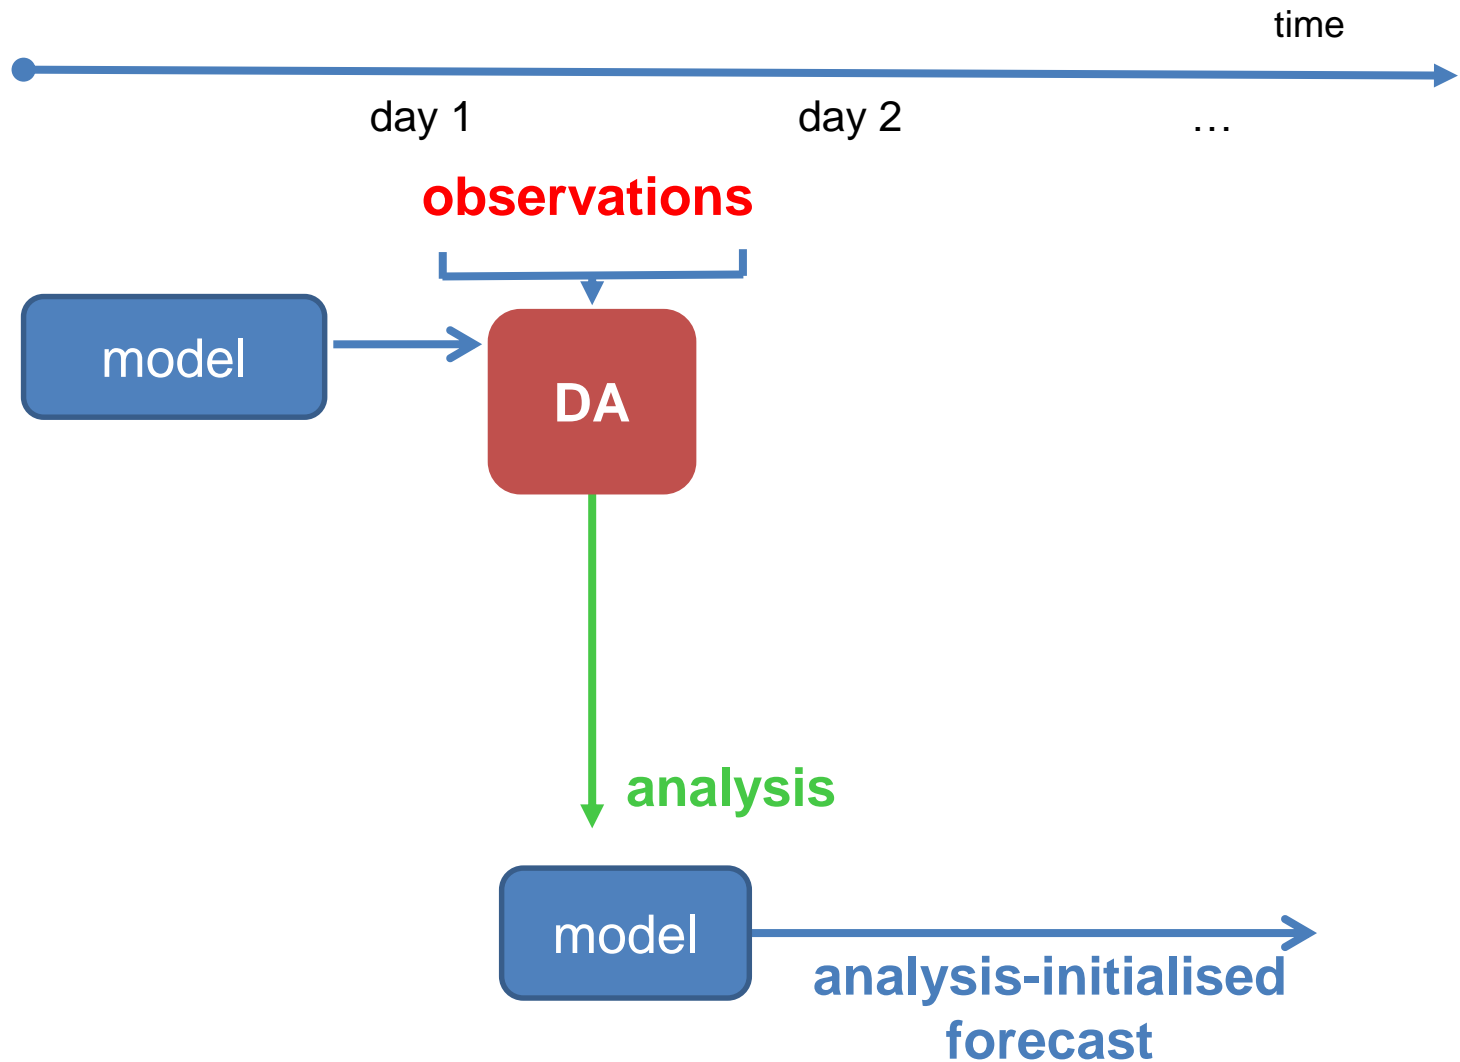 time
day 1 day 2 …
observations
model
DA
analysis
model
analysis-initialised
forecast